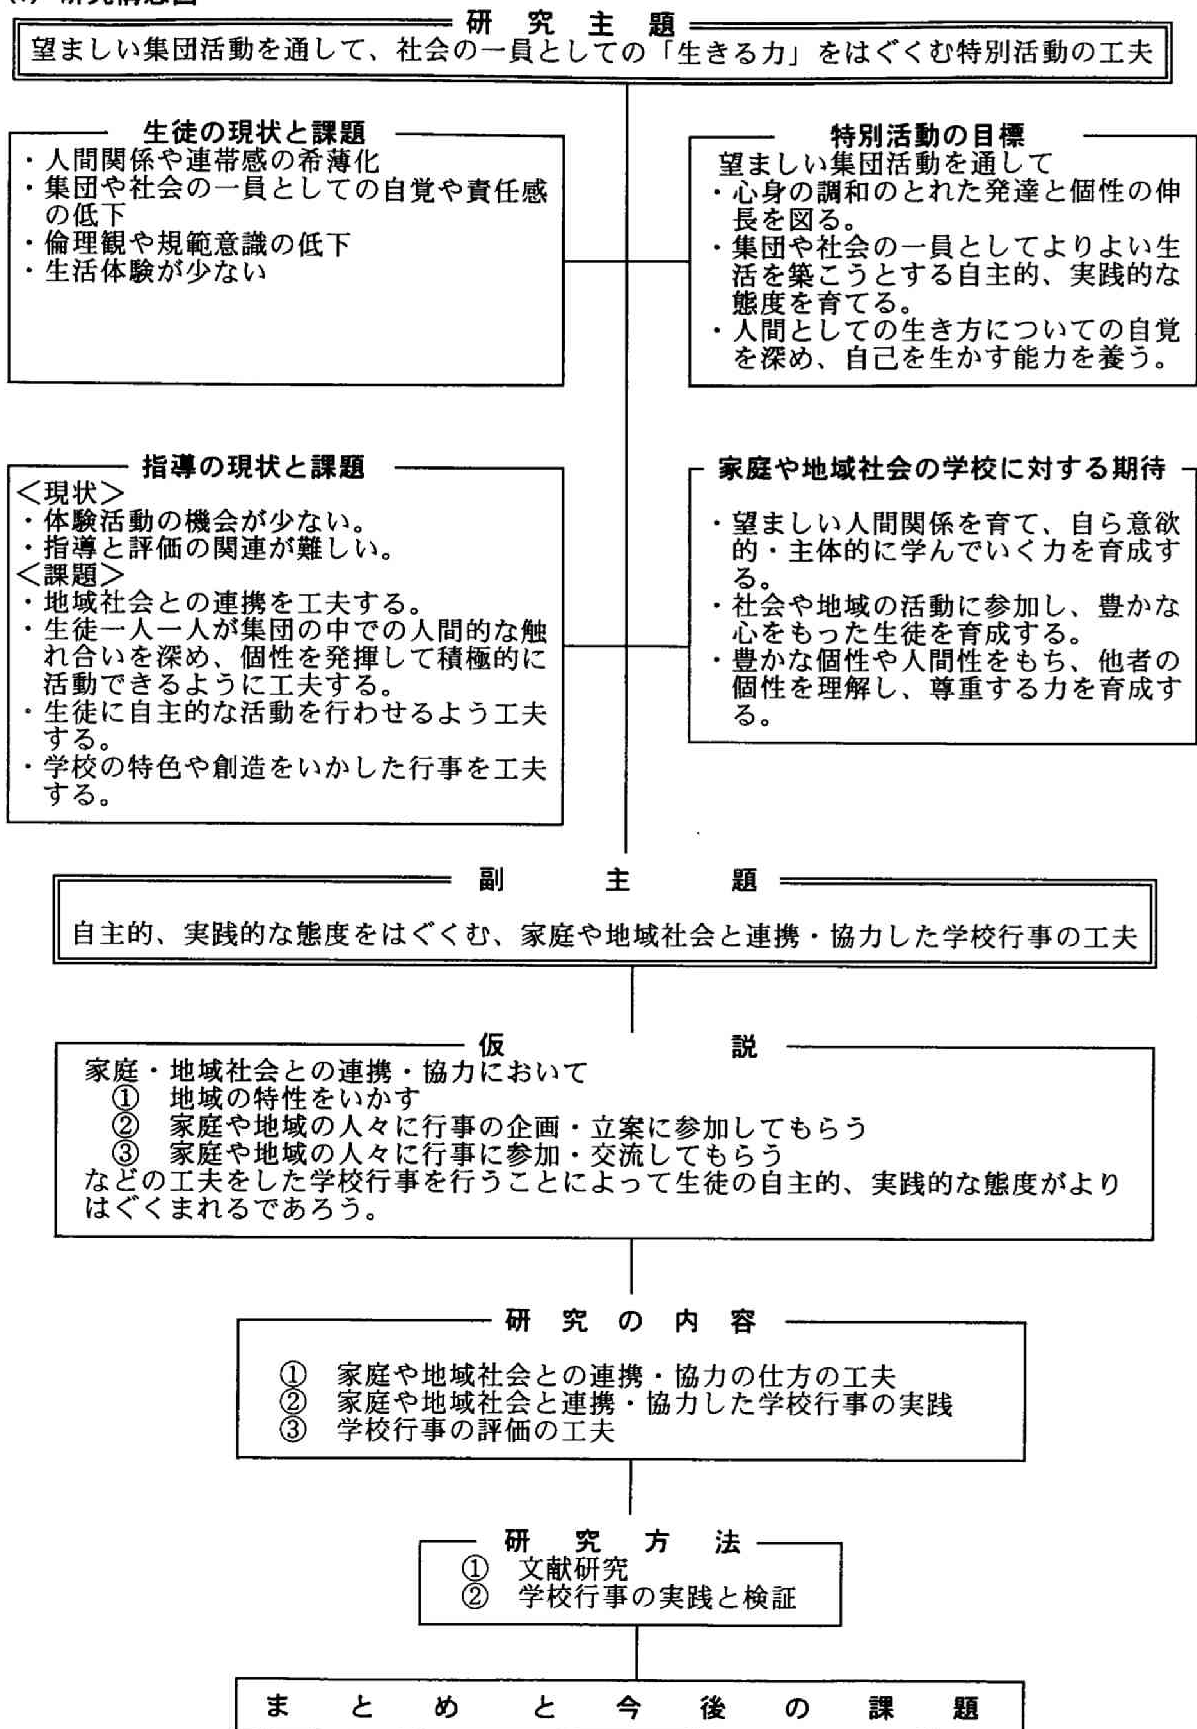 研究主題
望ましい集団活動を通して、社会の一員としての「生きる力」をはぐくむ特別活動の工夫
生徒の現状と課題
・人間関係や連帯感の希薄化
・集団や社会の一員としての自覚や責任感
の低下
・倫理観や規範意識の低下
・生活体験が少ない
特別活動の目標
望ましい集団活動を通して
・心身の調和のとれた発達と個性の伸
長を図る。
・集団や社会の一員としてよりよい生
活を築こうとする自主的、実践的な
態度を育てる。
・人間としての生き方についての自覚
を深め、自己を生かす能力を養う。
指導の現状と課題
＜現状＞
・体験活動の機会が少ない。
・指導と評価の関連が難しい。
＜課題＞
・地域社会との連携を工夫する。
・生徒一人一人が集団の中での人間的な触
れ合いを深め、個性を発揮して積極的に
活動できるように工夫する。
・生徒に自主的な活動を行わせるよう工夫
する。
・学校の特色や創造をいかした行事を工夫
する。
家庭や地域社会の学校に対する期待
・望ましい人間関係を育て、自ら意欲
的・主体的に学んでいく力を育成す
る。
・社会や地域の活動に参加し、豊かな
心をもった生徒を育成する。
・豊かな個性や人間性をもち、他者の
個性を理解し、尊重する力を育成す
る。
副主題
自主的、実践的な態度をはぐくむ、家庭や地域社会と連携・協力した学校行事の工夫
仮説
家庭・地域社会との連携・協力において
① 地域の特性をいかす
② 家庭や地域の人々に行事の企画・立案に参加してもらう
③ 家庭や地域の人々に行事に参加・交流してもらう
などの工夫をした学校行事を行うことによって生徒の自主的、実践的な態度がより
はぐくまれるであろう。
研究の内容
① 家庭や地域社会との連携・協力の仕方の工夫
② 家庭や地域社会と連携・協力した学校行事の実践
③ 学校行事の評価の工夫
研究方法
① 文献研究
② 学校行事の実践と検証
まとめと今後の課題